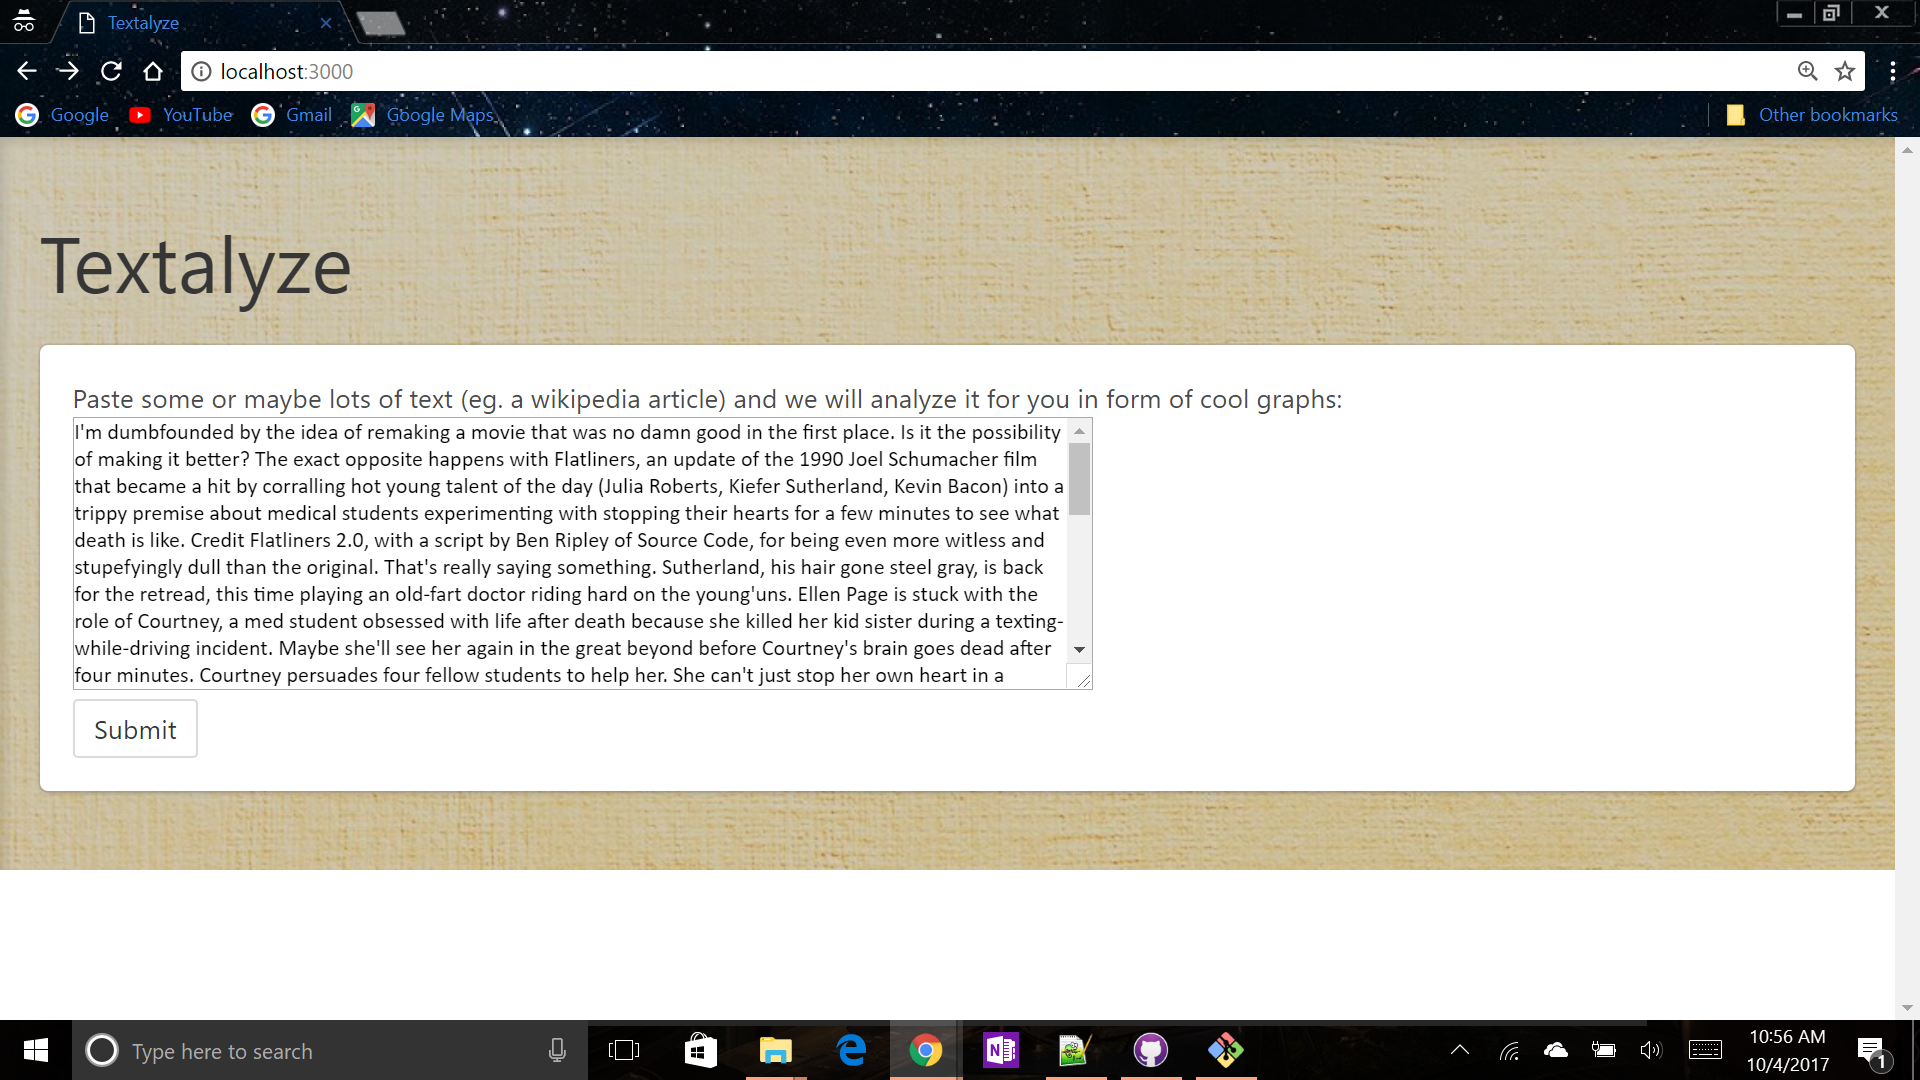 Textalyze
localhost:3000
Google YouTube Gmail Google Maps Other bookmarks
Textalyze
Paste some or maybe lots of text (eg. a wikipedia article) and we will analyze it for you in form of cool graphs:
I'm dumbfounded by the idea of remaking a movie that was no damn good in the first place. Is it the possibility
of making it better? The exact opposite happens with Flatliners, an update of the 1990 Joel Schumacher film
that became a hit by corralling hot young talent of the day (Julia Roberts, Kiefer Sutherland, Kevin Bacon) into a
trippy premise about medical students experimenting with stopping their hearts for a few minutes to see what
death is like. Credit Flatliners 2.0, with a script by Ben Ripley of Source Code, for being even more witless and
stupefyingly dull than the original. That's really saying something. Sutherland, his hair gone steel gray, is back
for the retread, this time playing an old-fart doctor riding hard on the young'uns. Ellen Page is stuck with the
role of Courtney, a med student obsessed with life after death because she killed her kid sister during a texting-
while-driving incident. Maybe she'll see her again in the great beyond before Courtney's brain goes dead after
four minutes. Courtney persuades four fellow students to help her. She can't just stop her own heart in a
Submit
Type here to search
10:56 AM
10/4/2017
1